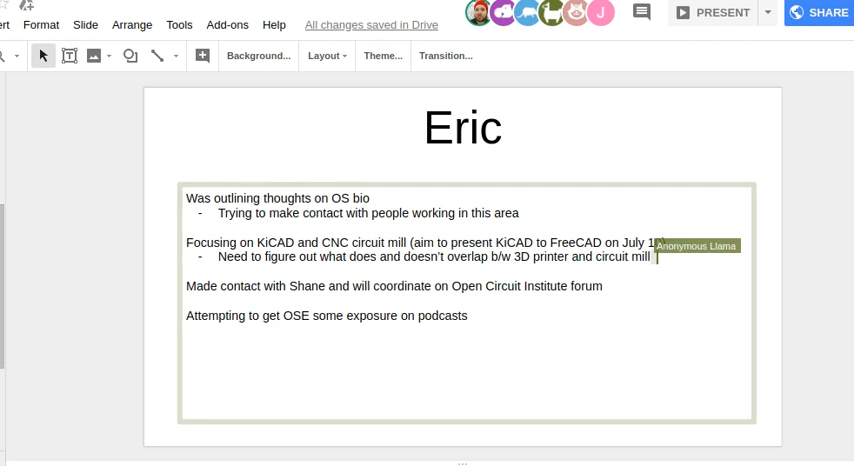 ert Format Slide Arrange Tools Add-ons Help All changes saved in Drive PRESENT SHARE
J
Background... Layout Theme... Transition...
Eric
Was outlining thoughts on OS bio
- Trying to make contact with people working in this area
Focusing on KiCAD and CNC circuit mill (aim to present KiCAD to FreeCAD on July
Anonymous Llama
- Need to figure out what does and doesn't overlap b/w 3D printer and circuit mill
Made contact with Shane and will coordinate on Open Circuit Institute forum
Attempting to get OSE some exposure on podcasts